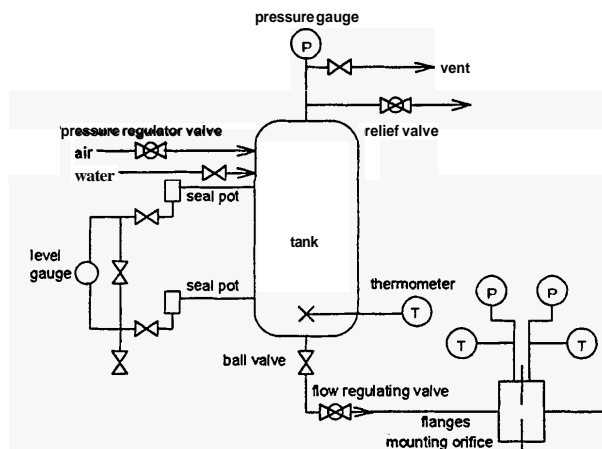 pressure gauge
P
vent
relief valve
pressure regulator valve
air
water
seal pot
level
gauge
tank
seal pot
thermometer
T
P P
T T
ball valve
flow regulating valve
flanges
mounting orifice